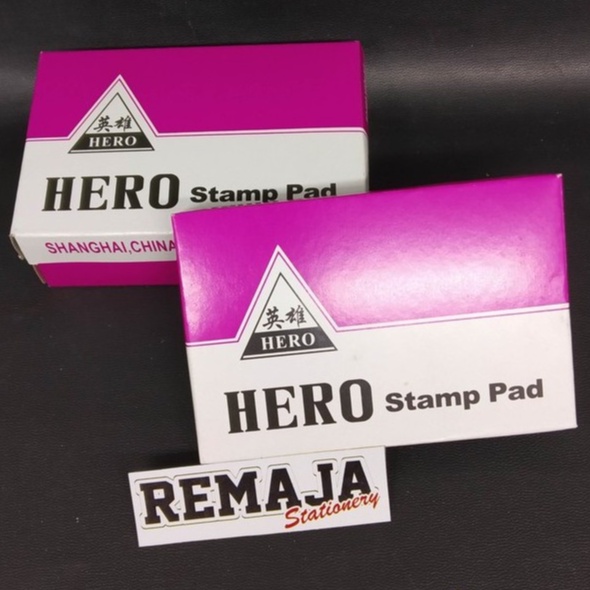 英雄
HERO
HERO Stamp Pad
SHANGHAI,CHINA
英雄
HERO
HERO Stamp Pad
REMAJA
Stationery